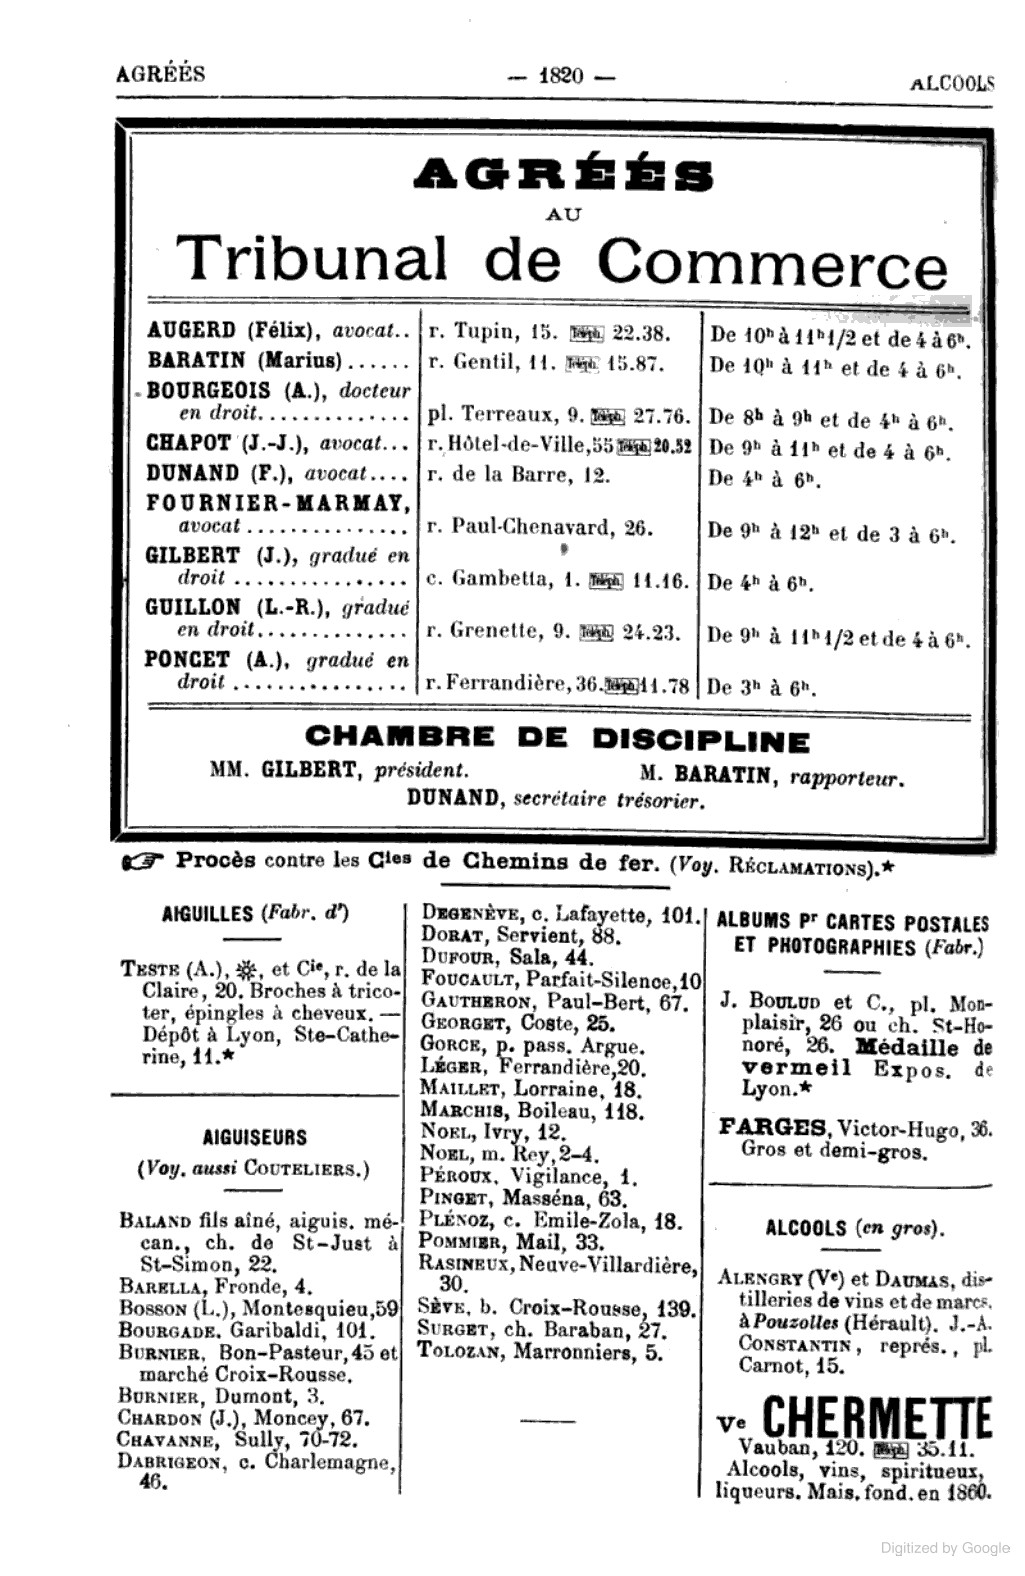 AGRÉÉS — 1820 — ALCOOLS
AGRÉÉS
AU
Tribunal de Commerce
AUGERD (Félix), avocat.. r. Tupin, 15. Téleph. 22.38. De 10h à 11h 1/2 et de 4 à 6h.
BARATIN (Marius)...... r. Gentil, 11. Téleph. 15.87. De 10h à 11h et de 4 à 6h.
BOURGEOIS (A.), docteur
en droit.............. pl. Terreaux, 9. Téleph. 27.76. De 8h à 9h et de 4h à 6h.
CHAPOT (J.-J.), avocat... r. Hôtel-de-Ville, 55 Téleph. 20.52 De 9h à 11h et de 4 à 6h.
DUNAND (F.), avocat.... r. de la Barre, 12. De 4h à 6h.
FOURNIER-MARMAY,
avocat ............... r. Paul-Chenavard, 26. De 9h à 12h et de 3 à 6h.
GILBERT (J.), gradué en
droit ................ c. Gambetta, 1. Téleph. 11.16. De 4h à 6h.
GUILLON (L.-R.), gradué
en droit.............. r. Grenette, 9. Téleph. 24.23. De 9h à 11h 1/2 et de 4 à 6h.
PONCET (A.), gradué en
droit ................ r. Ferrandière, 36. Téleph. 11.78 De 3h à 6h.
CHAMBRE DE DISCIPLINE
MM. GILBERT, président. M. BARATIN, rapporteur.
DUNAND, secrétaire trésorier.
☞ Procès contre les Cies de Chemins de fer. (Voy. RÉCLAMATIONS).★
AIGUILLES (Fabr. d')
TESTE (A.), ☼, et Cie, r. de la
Claire, 20. Broches à trico-
ter, épingles à cheveux. —
Dépôt à Lyon, Ste-Cathe-
rine, 11.★
AIGUISEURS
(Voy. aussi COUTELIERS.)
BALAND fils aîné, aiguis. mé-
can., ch. de St-Just à
St-Simon, 22.
BARELLA, Fronde, 4.
BOSSON (L.), Montesquieu, 59
BOURGADE. Garibaldi, 101.
BURNIER, Bon-Pasteur, 45 et
marché Croix-Rousse.
BURNIER, Dumont, 3.
CHARDON (J.), Moncey, 67.
CHAVANNE, Sully, 70-72.
DABRIGEON, c. Charlemagne,
46.
DEGENÈVE, c. Lafayette, 101.
DORAT, Servient, 88.
DUFOUR, Sala, 44.
FOUCAULT, Parfait-Silence, 10
GAUTHERON, Paul-Bert, 67.
GEORGET, Coste, 25.
GORCE, p. pass. Argue.
LÉGER, Ferrandière, 20.
MAILLET, Lorraine, 18.
MARCHIS, Boileau, 118.
NOEL, Ivry, 12.
NOEL, m. Rey, 2-4.
PÉROUX, Vigilance, 1.
PINGET, Masséna, 63.
PLÉNOZ, c. Emile-Zola, 18.
POMMIER, Mail, 33.
RASINEUX, Neuve-Villardière,
30.
SÈVE, b. Croix-Rousse, 139.
SURGET, ch. Baraban, 27.
TOLOZAN, Marronniers, 5.
ALBUMS Pr CARTES POSTALES
ET PHOTOGRAPHIES (Fabr.)
J. BOULUD et C., pl. Mon-
plaisir, 26 ou ch. St-Ho-
noré, 26. Médaille de
vermeil Expos. de
Lyon.★
FARGES, Victor-Hugo, 36.
Gros et demi-gros.
ALCOOLS (en gros).
ALENGRY (Ve) et DAUMAS, dis-
tilleries de vins et de marcs,
à Pouzolles (Hérault). J.-A.
CONSTANTIN, représ., pl.
Carnot, 15.
Ve CHERMETTE
Vauban, 120. Téleph. 35.11.
Alcools, vins, spiritueux,
liqueurs. Mais. fond. en 1860.
Digitized by Google